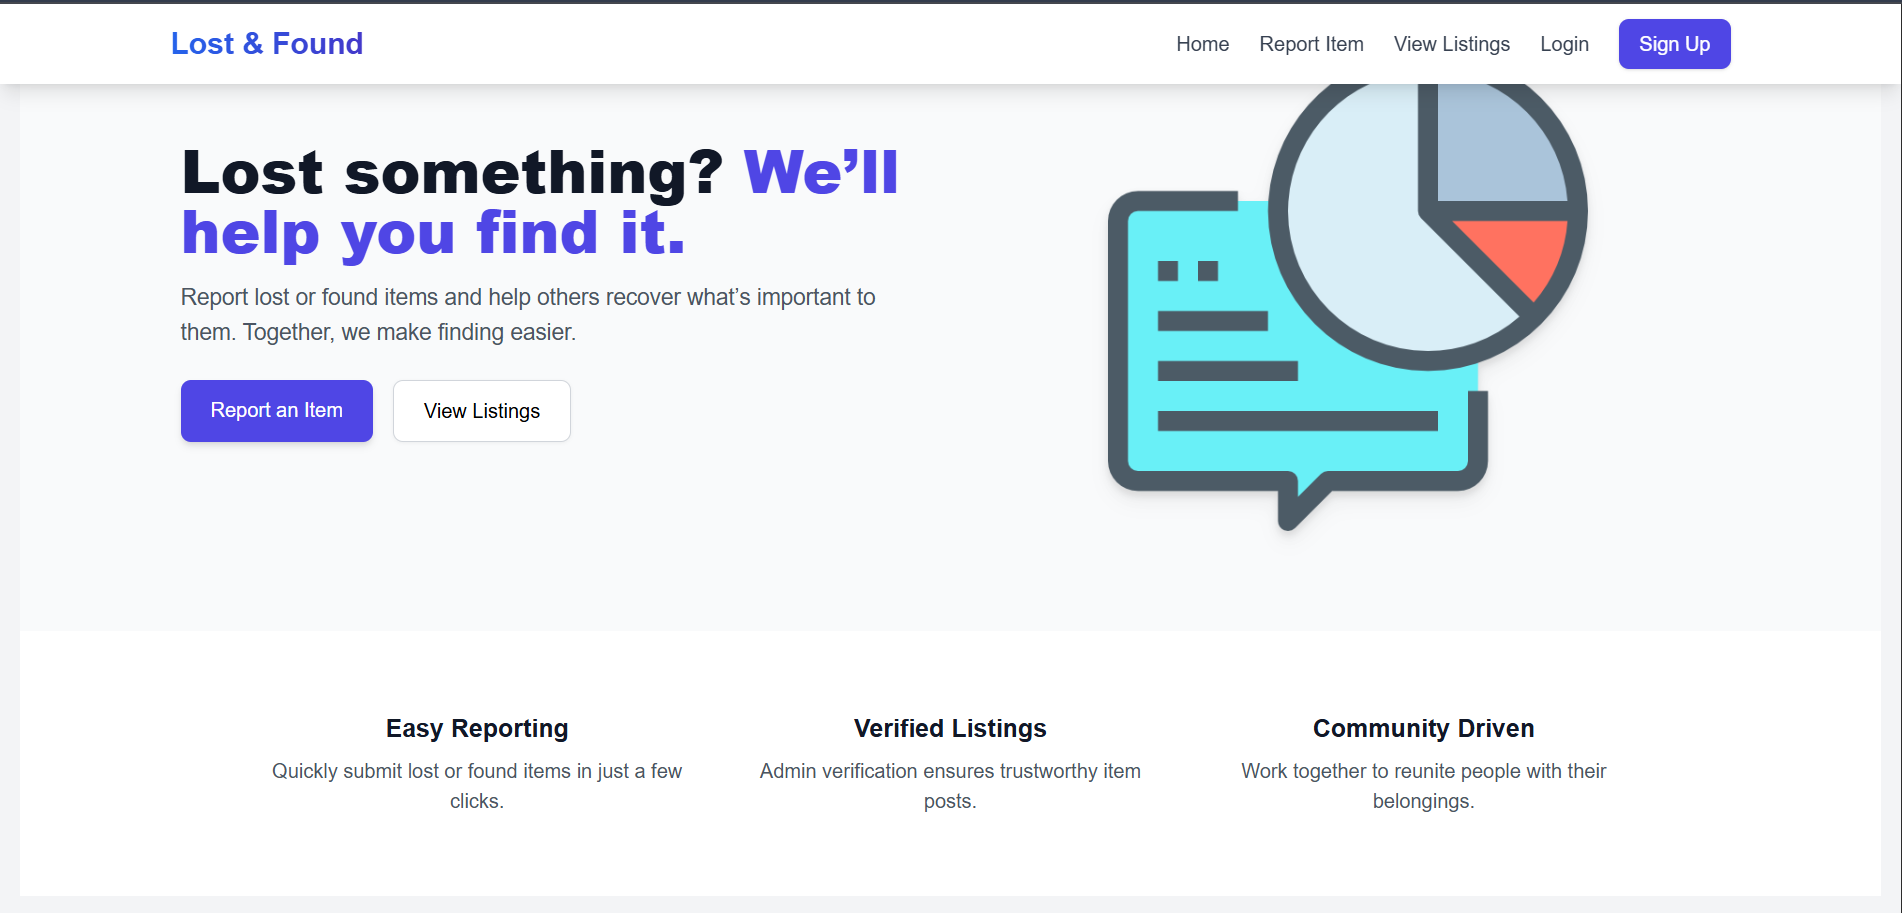 Lost & Found
Home
Report Item
View Listings
Login
Sign Up
Lost something? We’ll
help you find it.
Report lost or found items and help others recover what’s important to
them. Together, we make finding easier.
Report an Item
View Listings
Easy Reporting
Quickly submit lost or found items in just a few
clicks.
Verified Listings
Admin verification ensures trustworthy item
posts.
Community Driven
Work together to reunite people with their
belongings.